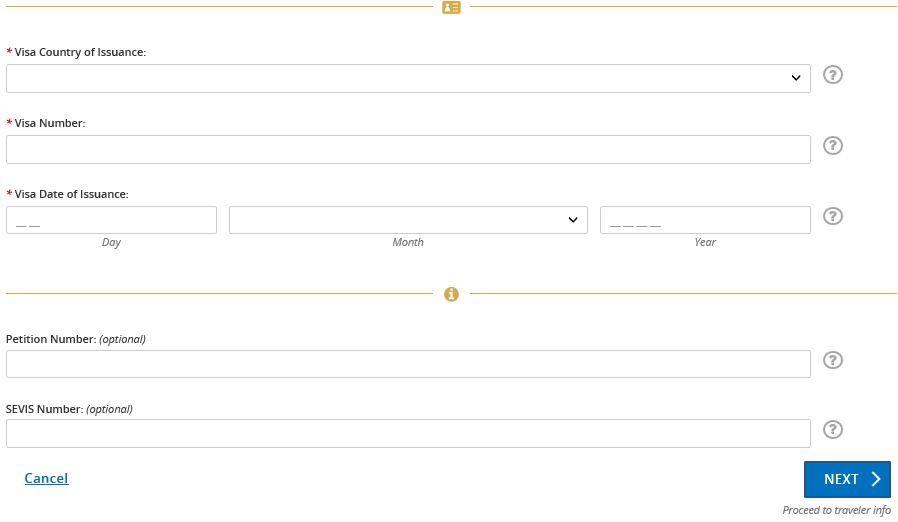 * Visa Country of Issuance:
* Visa Number:
* Visa Date of Issuance:
__ __ __ __ __ __
Day Month Year
Petition Number: (optional)
SEVIS Number: (optional)
Cancel NEXT
Proceed to traveler info